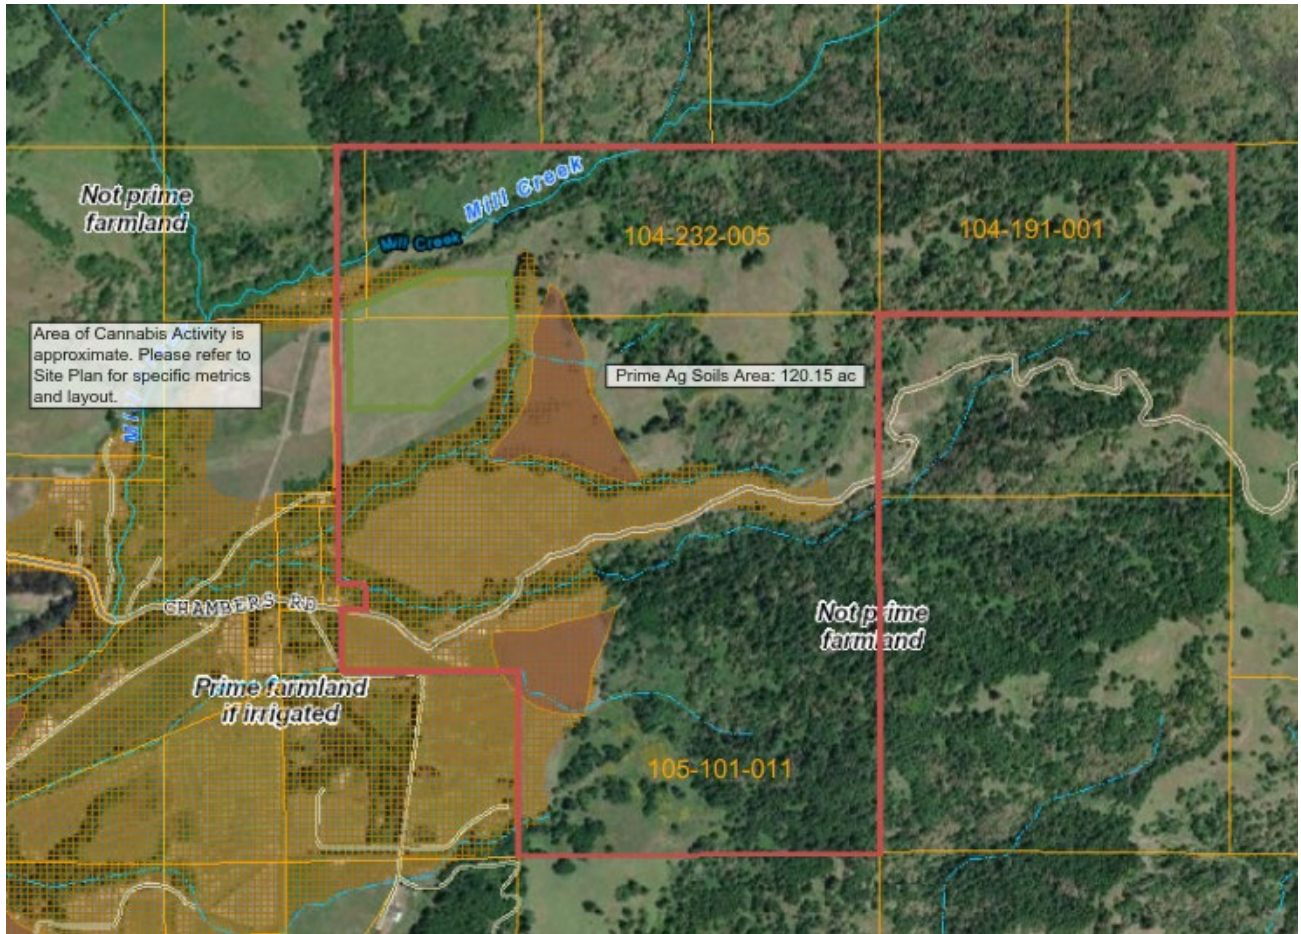 Mill Creek
Not prime
farmland
104-232-005
104-191-001
Mill Creek
Area of Cannabis Activity is
approximate. Please refer to
Site Plan for specific metrics
and layout.
Prime Ag Soils Area: 120.15 ac
CHAMBERS RD
Not prime
farmland
Prime farmland
if irrigated
105-101-011